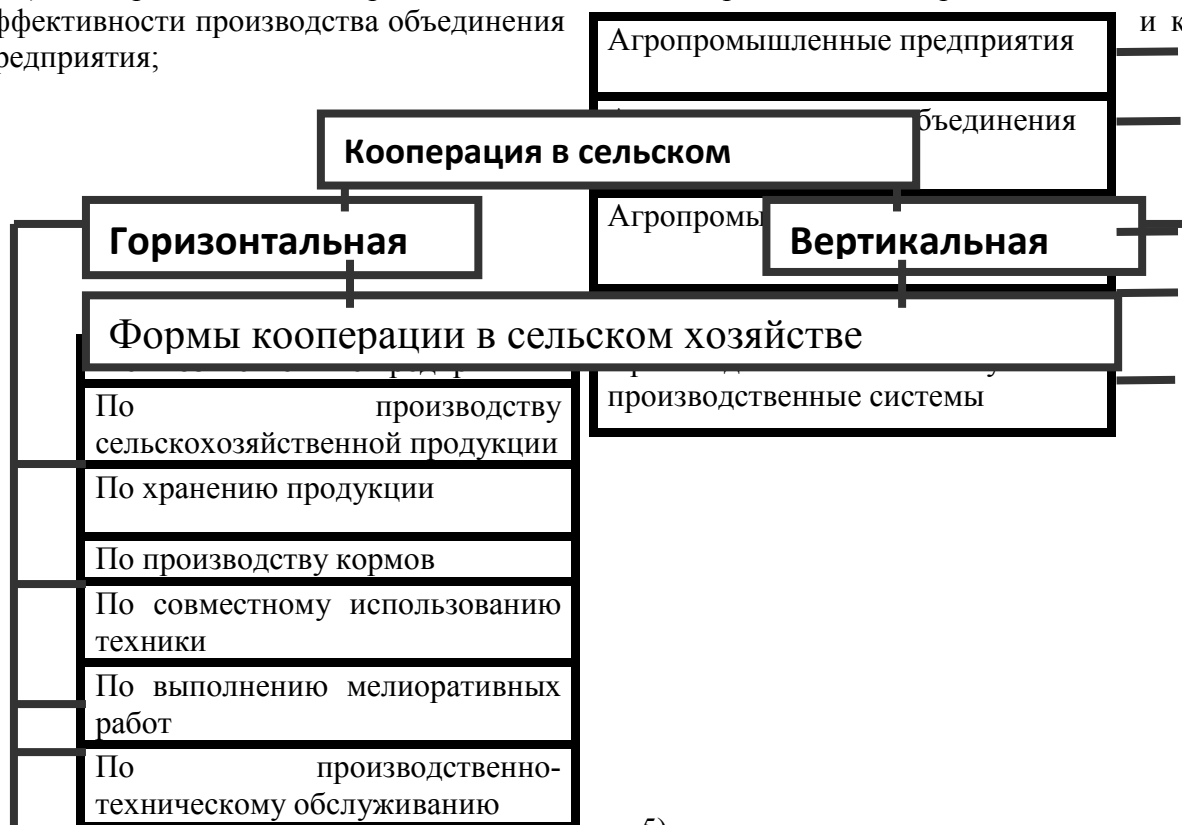 ффективности производства объединения
и к
редприятия;
Агропромышленные предприятия
бъединения
Кооперация в сельском
Агропромы
Горизонтальная
Вертикальная
Формы кооперации в сельском хозяйстве
производственные системы
По производству
сельскохозяйственной продукции
По хранению продукции
По производству кормов
По совместному использованию
техники
По выполнению мелиоративных
работ
По производственно-
техническому обслуживанию
5)